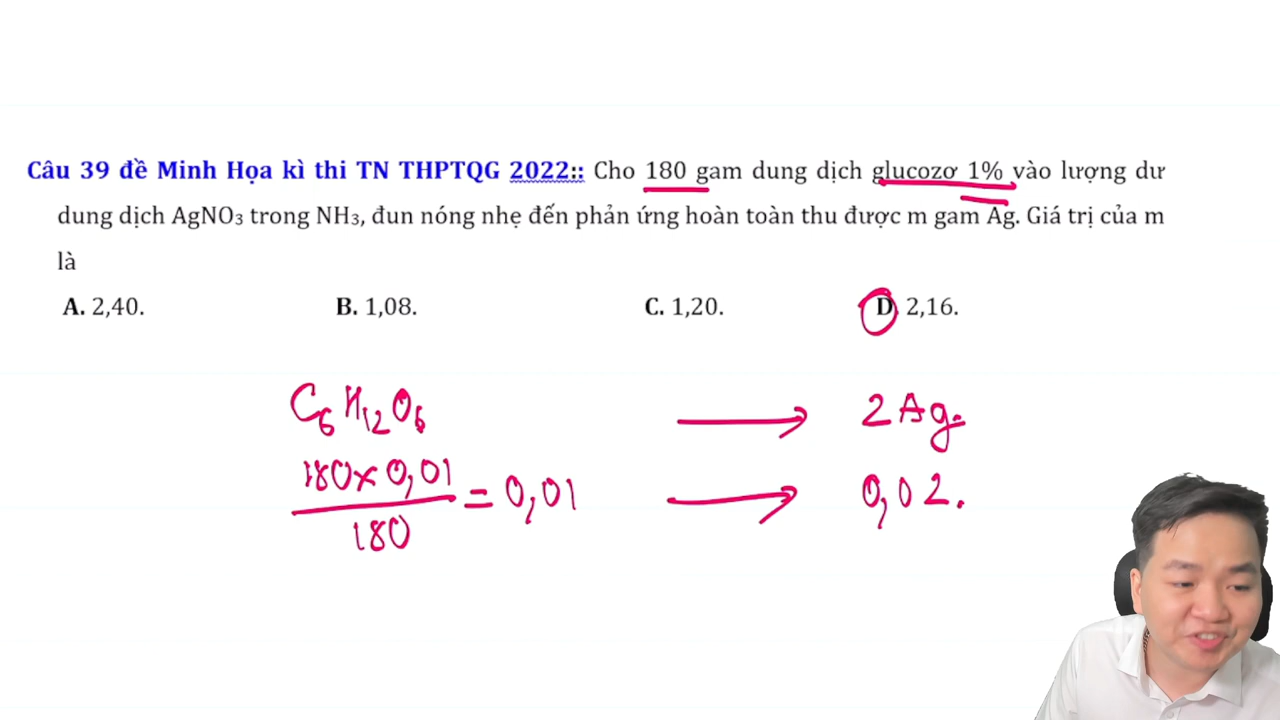 Câu 39 đề Minh Họa kì thi TN THPTQG 2022:: Cho 180 gam dung dịch glucozơ 1% vào lượng dư
dung dịch AgNO₃ trong NH₃, đun nóng nhẹ đến phản ứng hoàn toàn thu được m gam Ag. Giá trị của m
là
A. 2,40. B. 1,08. C. 1,20. D. 2,16.
C₆H₁₂O₆ → 2Ag.
180×0,01
= 0,01 → 0,02.
180